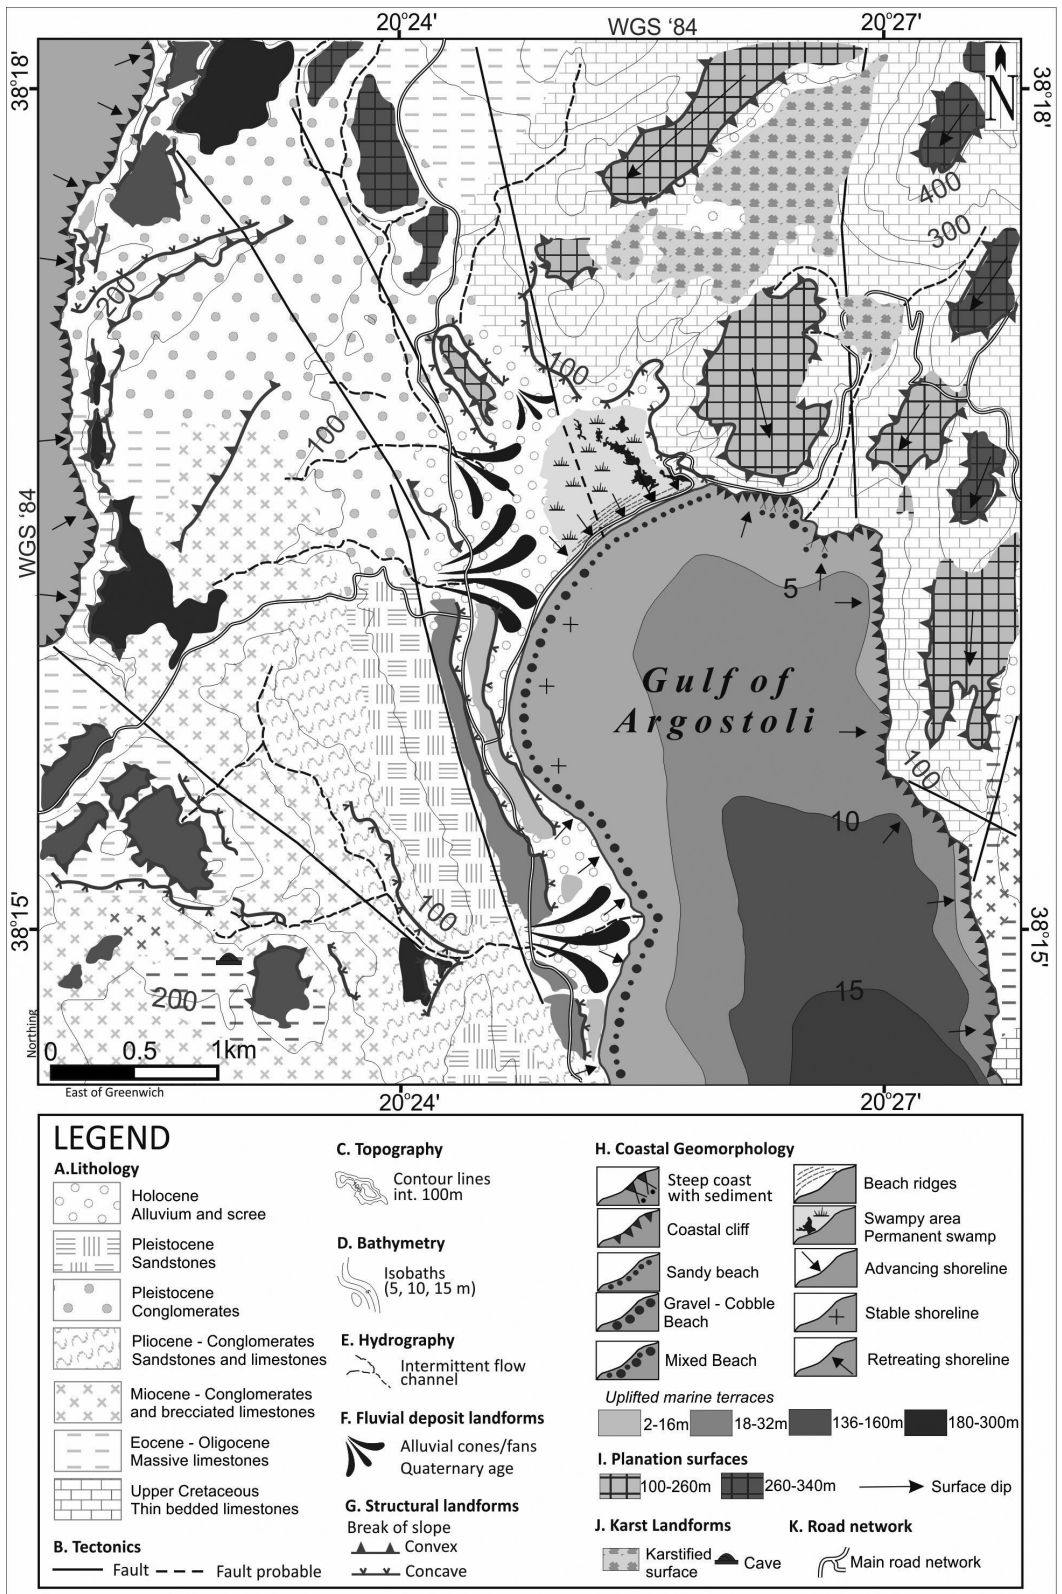 20°24'
WGS '84
20°27'
38°18'
N
38°18'
400
300
200
100
100
WGS '84
5
Gulf of
Argostoli
100
10
38°15'
100
38°15'
15
200
Northing
0 0.5 1km
East of Greenwich
20°24'
20°27'
LEGEND
A.Lithology
Holocene
Alluvium and scree
Pleistocene
Sandstones
Pleistocene
Conglomerates
Pliocene - Conglomerates
Sandstones and limestones
Miocene - Conglomerates
and brecciated limestones
Eocene - Oligocene
Massive limestones
Upper Cretaceous
Thin bedded limestones
B. Tectonics
Fault
Fault probable
C. Topography
Contour lines
int. 100m
D. Bathymetry
Isobaths
(5, 10, 15 m)
E. Hydrography
Intermittent flow
channel
F. Fluvial deposit landforms
Alluvial cones/fans
Quaternary age
G. Structural landforms
Break of slope
Convex
Concave
H. Coastal Geomorphology
Steep coast
with sediment
Coastal cliff
Sandy beach
Gravel - Cobble
Beach
Mixed Beach
Beach ridges
Swampy area
Permanent swamp
Advancing shoreline
Stable shoreline
Retreating shoreline
Uplifted marine terraces
2-16m
18-32m
136-160m
180-300m
I. Planation surfaces
100-260m
260-340m
Surface dip
J. Karst Landforms
Karstified
surface
Cave
K. Road network
Main road network